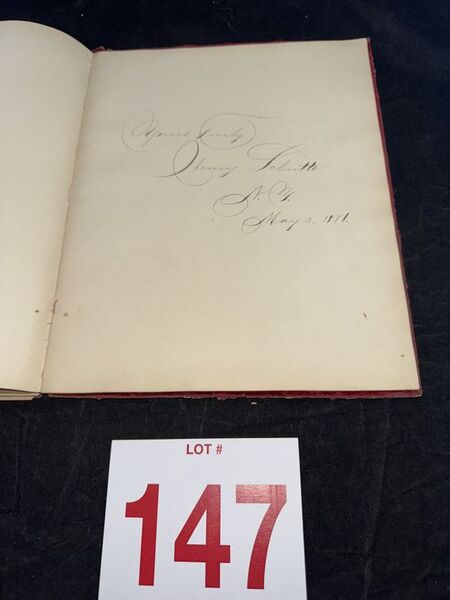 Yours Truly
Henry Schutte
N. Y.
May 3, 1881.
LOT #
147